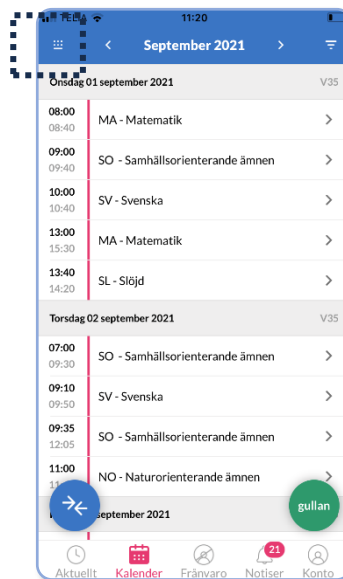 11:20
September 2021
Onsdag 01 september 2021 V35
08:00
08:40
MA - Matematik
09:00
09:40
SO - Samhällsorienterande ämnen
10:00
10:40
SV - Svenska
13:00
15:30
MA - Matematik
13:40
14:20
SL - Slöjd
Torsdag 02 september 2021 V35
07:00
09:30
SO - Samhällsorienterande ämnen
09:10
09:50
SV - Svenska
09:35
12:05
SO - Samhällsorienterande ämnen
11:00
NO - Naturorienterande ämnen
gullan
september 2021
21
Aktuellt Kalender Frånvaro Notiser Konto